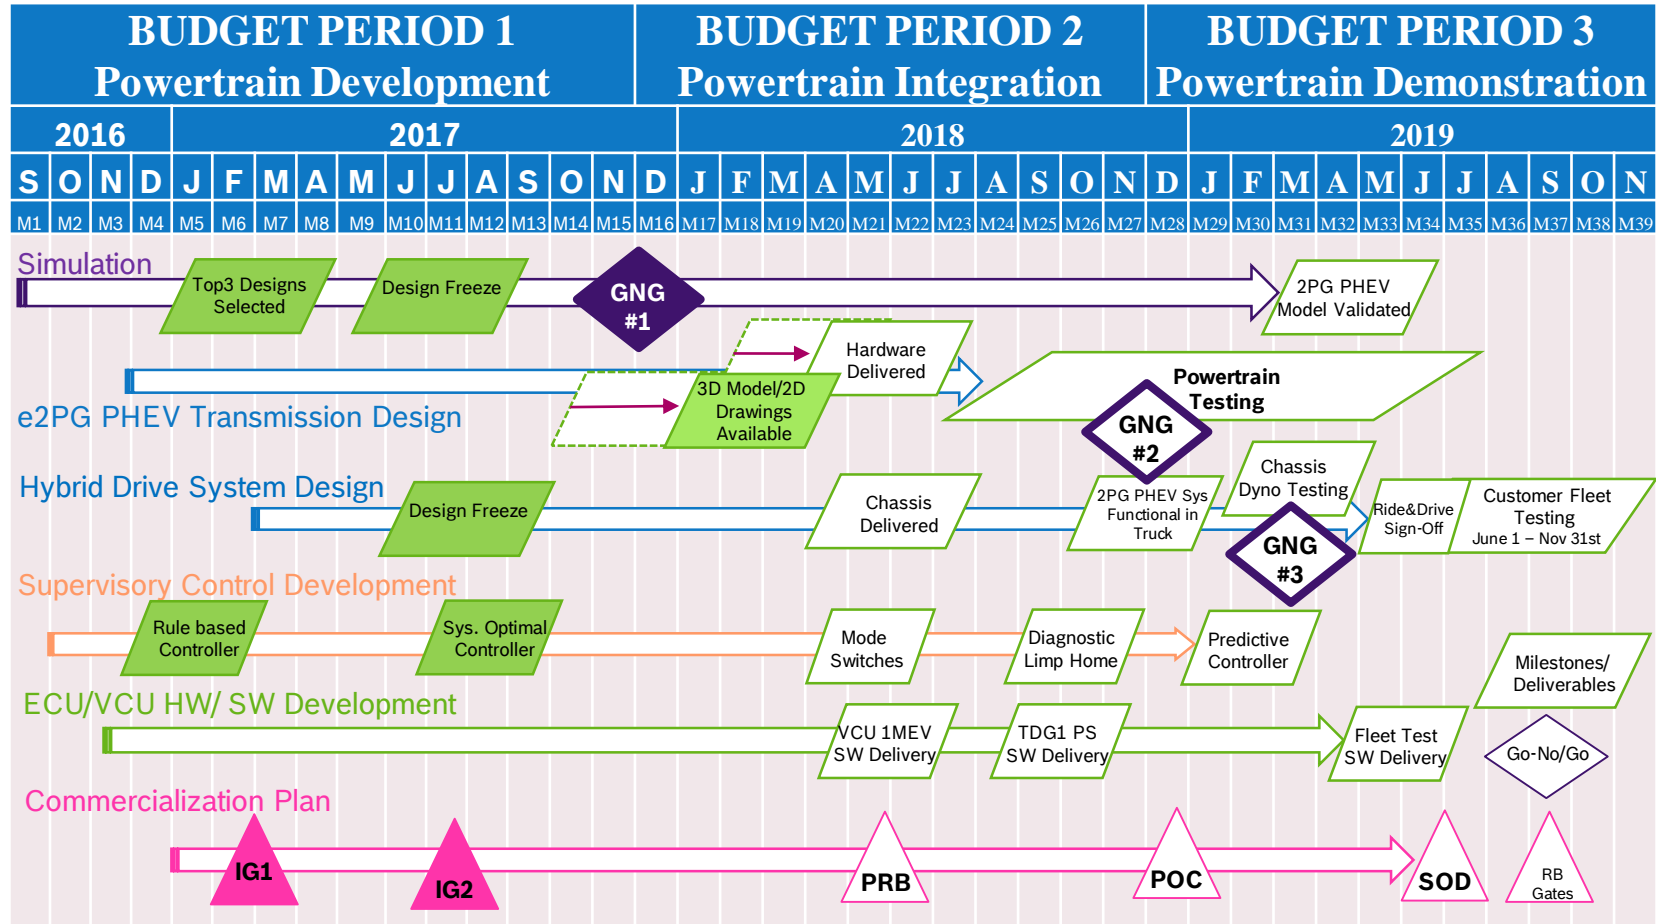 BUDGET PERIOD 1
Powertrain Development
BUDGET PERIOD 2
Powertrain Integration
BUDGET PERIOD 3
Powertrain Demonstration
2016 2017 2018 2019
S O N D J F M A M J J A S O N D J F M A M J J A S O N D J F M A M J J A S O N
M1 M2 M3 M4 M5 M6 M7 M8 M9 M10 M11 M12 M13 M14 M15 M16 M17 M18 M19 M20 M21 M22 M23 M24 M25 M26 M27 M28 M29 M30 M31 M32 M33 M34 M35 M36 M37 M38 M39
Simulation
Top3 Designs
Selected
Design Freeze
GNG
#1
2PG PHEV
Model Validated
e2PG PHEV Transmission Design
3D Model/2D
Drawings
Available
Hardware
Delivered
Powertrain
Testing
GNG
#2
Hybrid Drive System Design
Design Freeze
Chassis
Delivered
2PG PHEV Sys
Functional in
Truck
Chassis
Dyno Testing
GNG
#3
Ride&Drive
Sign-Off
Customer Fleet
Testing
June 1 – Nov 31st
Supervisory Control Development
Rule based
Controller
Sys. Optimal
Controller
Mode
Switches
Diagnostic
Limp Home
Predictive
Controller
Milestones/
Deliverables
ECU/VCU HW/ SW Development
VCU 1MEV
SW Delivery
TDG1 PS
SW Delivery
Fleet Test
SW Delivery
Go-No/Go
Commercialization Plan
IG1
IG2
PRB
POC
SOD
RB
Gates